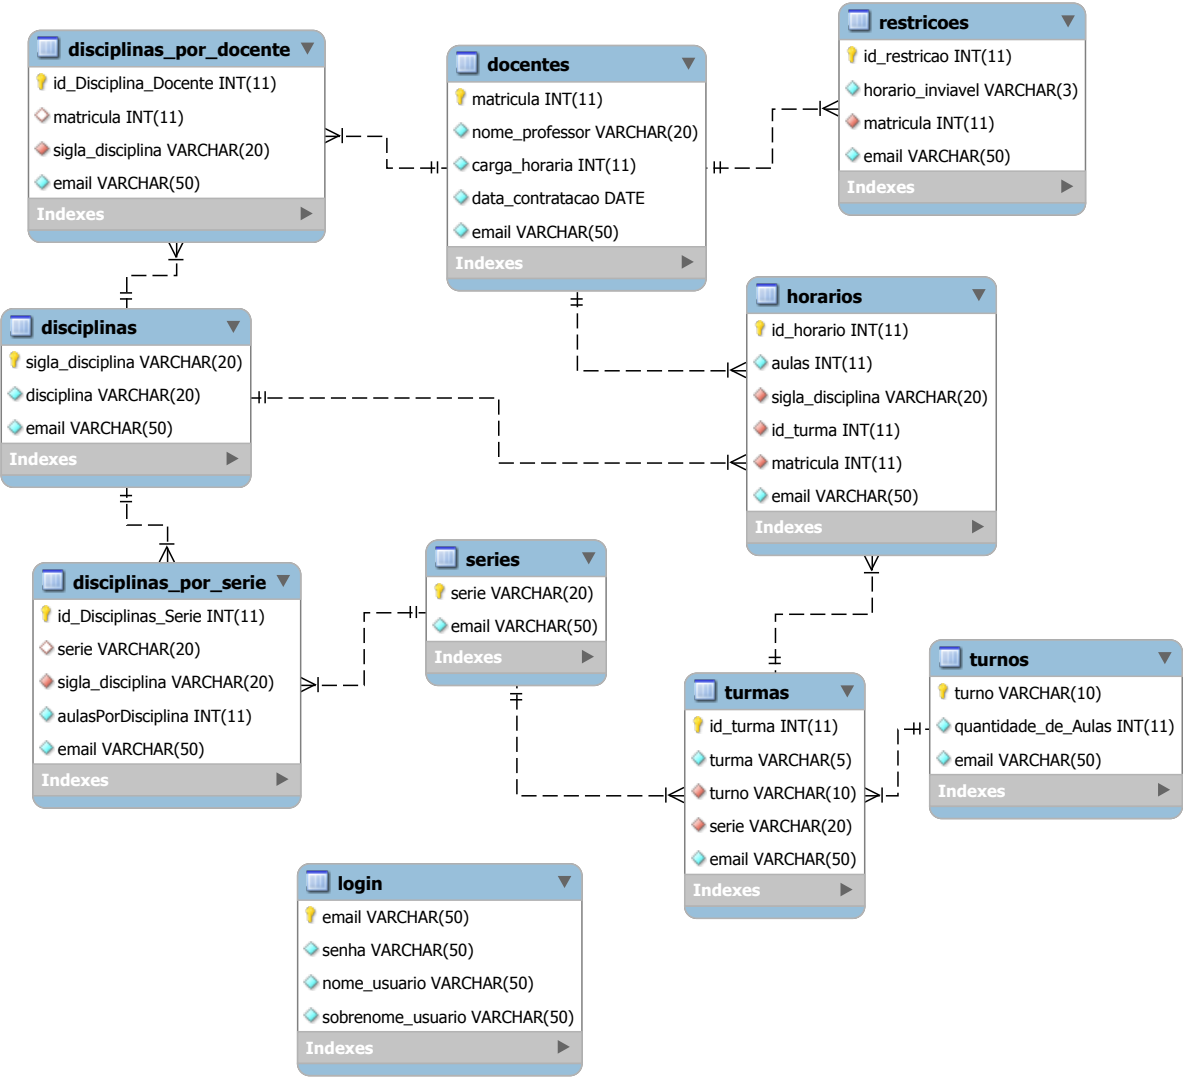 disciplinas_por_docente
id_Disciplina_Docente INT(11)
matricula INT(11)
sigla_disciplina VARCHAR(20)
email VARCHAR(50)
Indexes
docentes
matricula INT(11)
nome_professor VARCHAR(20)
carga_horaria INT(11)
data_contratacao DATE
email VARCHAR(50)
Indexes
restricoes
id_restricao INT(11)
horario_inviavel VARCHAR(3)
matricula INT(11)
email VARCHAR(50)
Indexes
disciplinas
sigla_disciplina VARCHAR(20)
disciplina VARCHAR(20)
email VARCHAR(50)
Indexes
horarios
id_horario INT(11)
aulas INT(11)
sigla_disciplina VARCHAR(20)
id_turma INT(11)
matricula INT(11)
email VARCHAR(50)
Indexes
disciplinas_por_serie
id_Disciplinas_Serie INT(11)
serie VARCHAR(20)
sigla_disciplina VARCHAR(20)
aulasPorDisciplina INT(11)
email VARCHAR(50)
Indexes
series
serie VARCHAR(20)
email VARCHAR(50)
Indexes
turmas
id_turma INT(11)
turma VARCHAR(5)
turno VARCHAR(10)
serie VARCHAR(20)
email VARCHAR(50)
Indexes
turnos
turno VARCHAR(10)
quantidade_de_Aulas INT(11)
email VARCHAR(50)
Indexes
login
email VARCHAR(50)
senha VARCHAR(50)
nome_usuario VARCHAR(50)
sobrenome_usuario VARCHAR(50)
Indexes